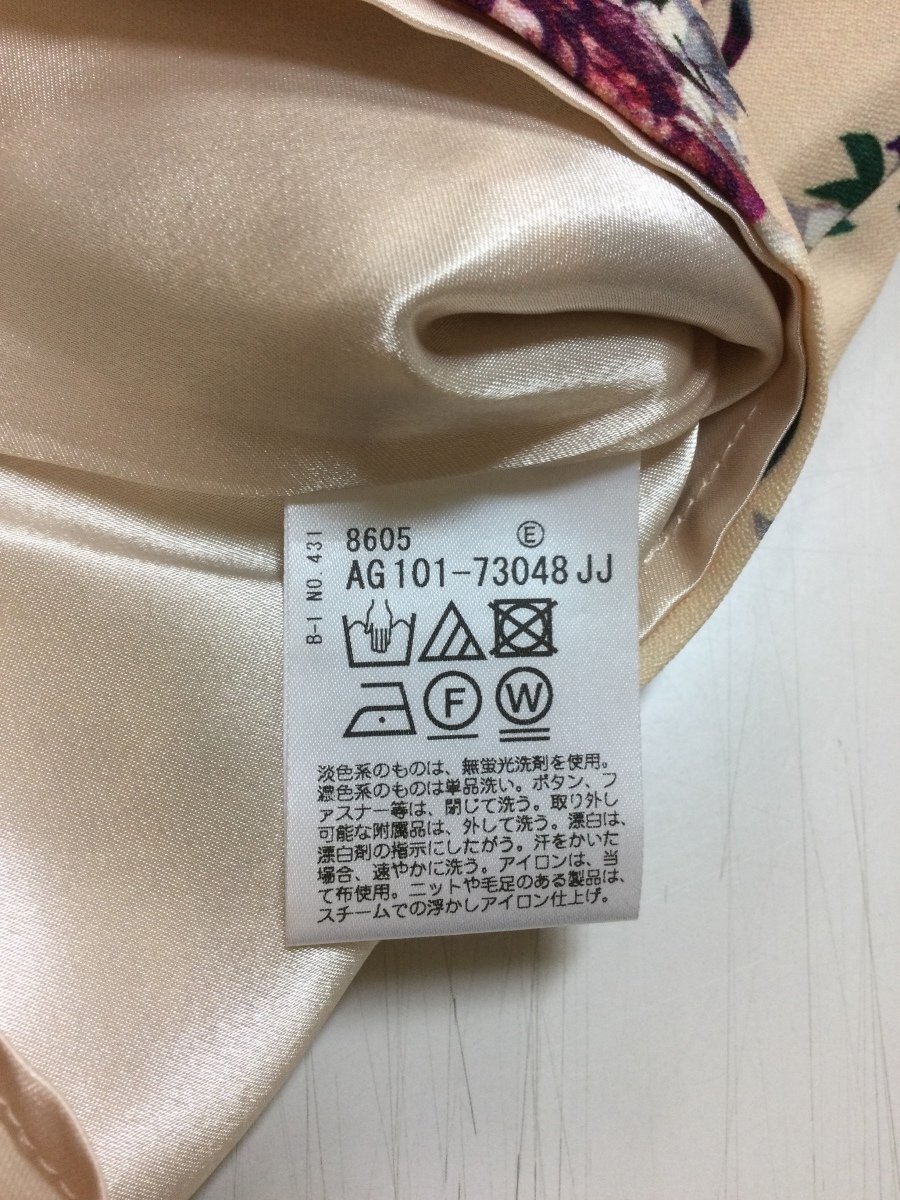 B-1 NO. 431
8605 Ⓔ
AG101-73048JJ
F W
淡色系のものは、無蛍光洗剤を使用。
濃色系のものは単品洗い。ボタン、フ
ァスナー等は、閉じて洗う。取り外し
可能な附属品は、外して洗う。漂白は、
漂白剤の指示にしたがう。汗をかいた
場合、速やかに洗う。アイロンは、当
て布使用。ニットや毛足のある製品は、
スチームでの浮かしアイロン仕上げ。